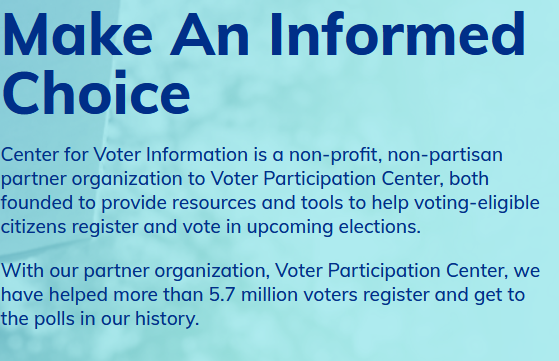 Make An Informed
Choice
Center for Voter Information is a non-profit, non-partisan
partner organization to Voter Participation Center, both
founded to provide resources and tools to help voting-eligible
citizens register and vote in upcoming elections.
With our partner organization, Voter Participation Center, we
have helped more than 5.7 million voters register and get to
the polls in our history.